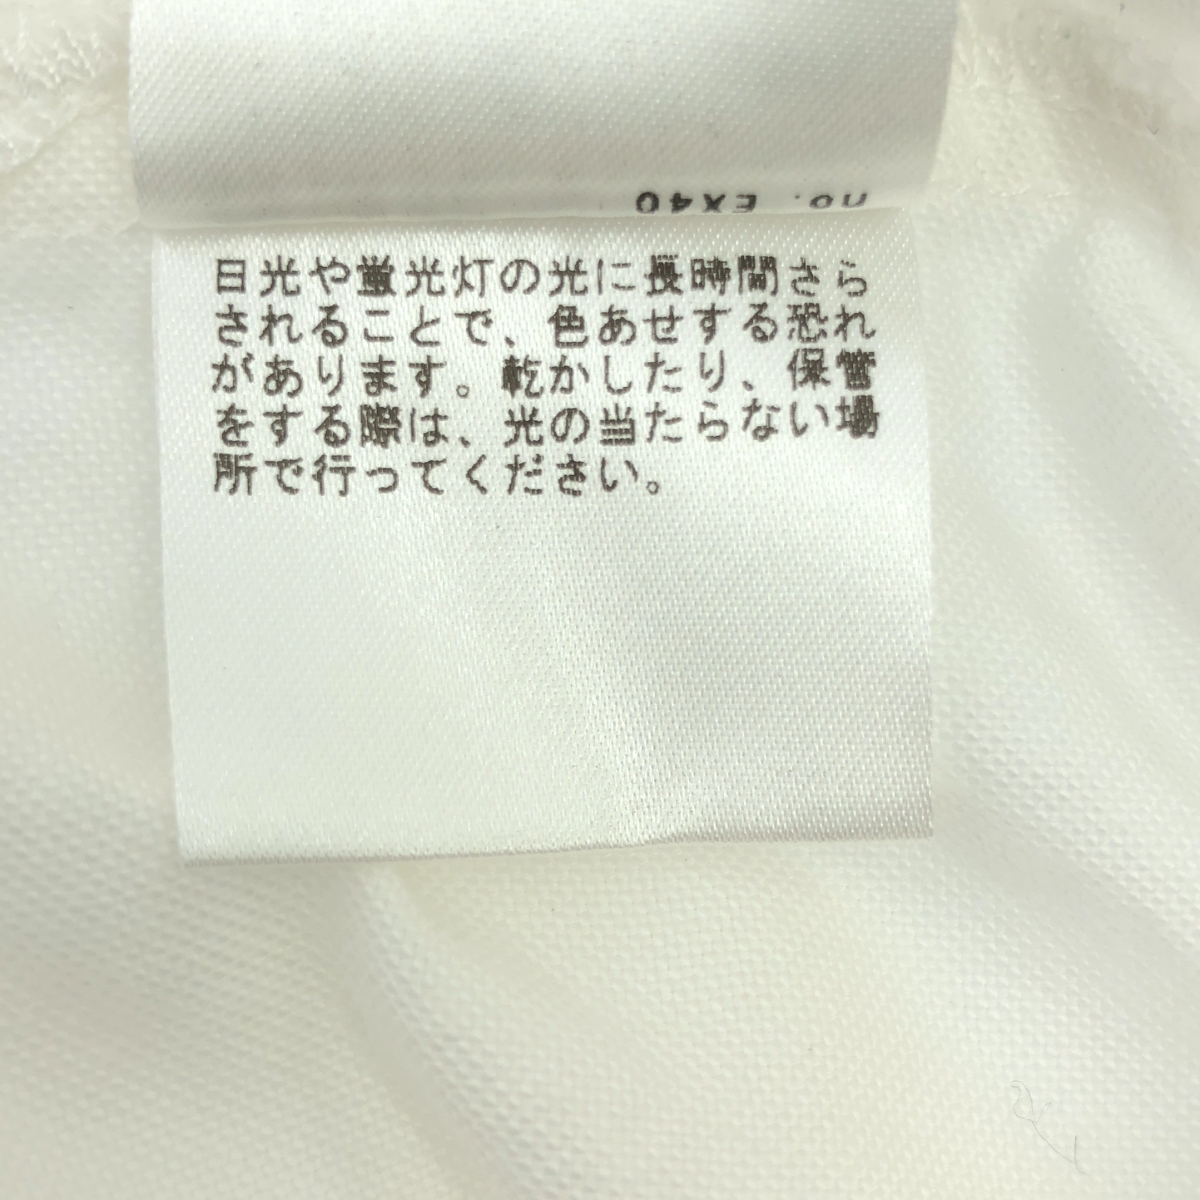 no. EX40
日光や蛍光灯の光に長時間さら
されることで、色あせする恐れ
があります。乾かしたり、保管
をする際は、光の当たらない場
所で行ってください。